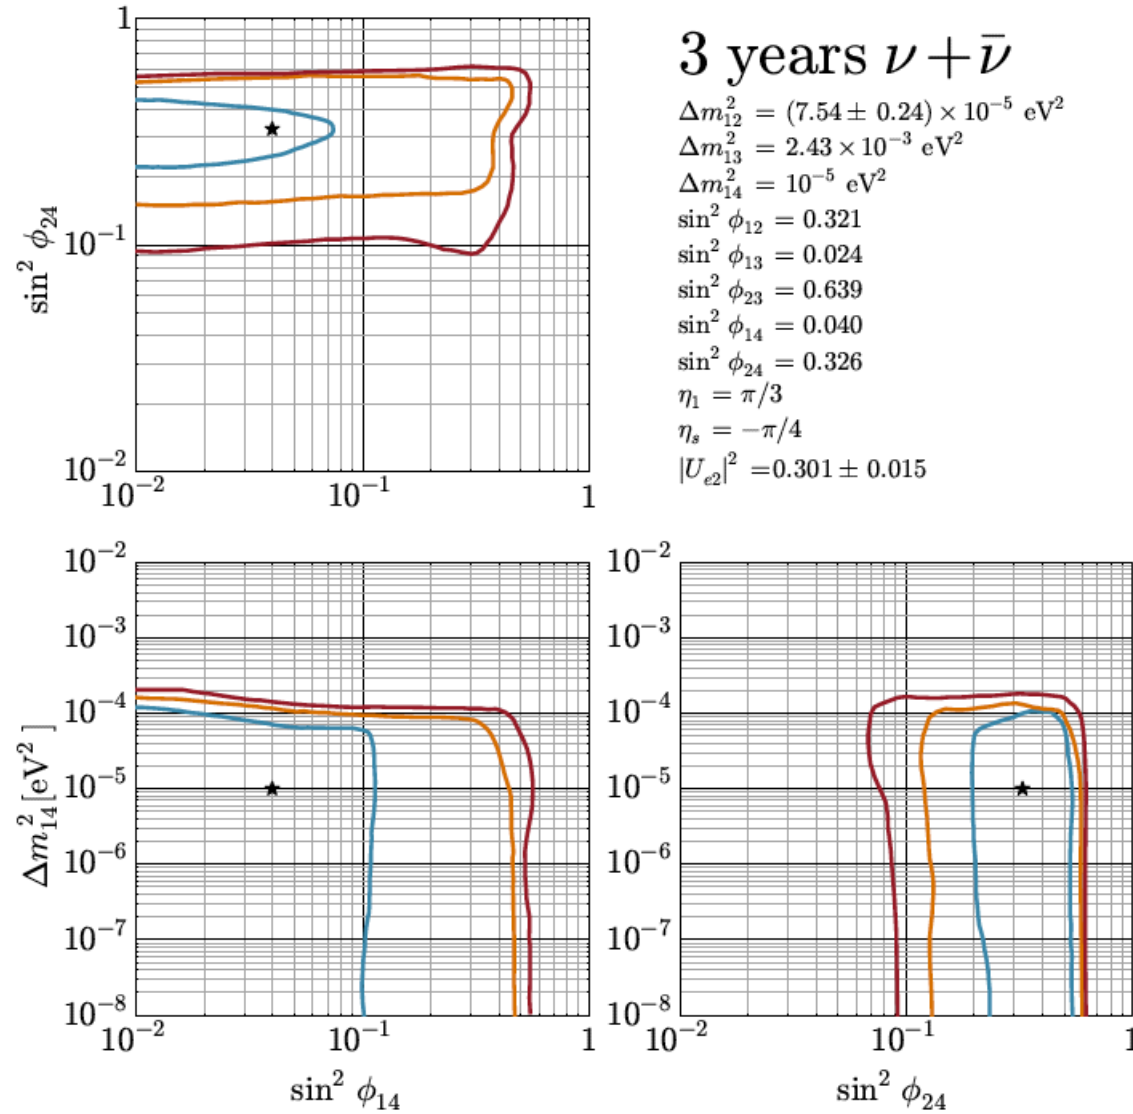 3 years ν + ν̄
Δm²₁₂ = (7.54 ± 0.24) × 10⁻⁵ eV²
Δm²₁₃ = 2.43 × 10⁻³ eV²
Δm²₁₄ = 10⁻⁵ eV²
sin² ϕ₁₂ = 0.321
sin² ϕ₁₃ = 0.024
sin² ϕ₂₃ = 0.639
sin² ϕ₁₄ = 0.040
sin² ϕ₂₄ = 0.326
η₁ = π/3
ηₛ = −π/4
|U_{e2}|² =0.301 ± 0.015
1
10⁻¹
10⁻²
sin² ϕ₂₄
10⁻² 10⁻¹ 1
10⁻²
10⁻³
10⁻⁴
10⁻⁵
10⁻⁶
10⁻⁷
10⁻⁸
Δm²₁₄[eV² ]
10⁻² 10⁻¹ 1
sin² ϕ₁₄
10⁻²
10⁻³
10⁻⁴
10⁻⁵
10⁻⁶
10⁻⁷
10⁻⁸
10⁻² 10⁻¹ 1
sin² ϕ₂₄